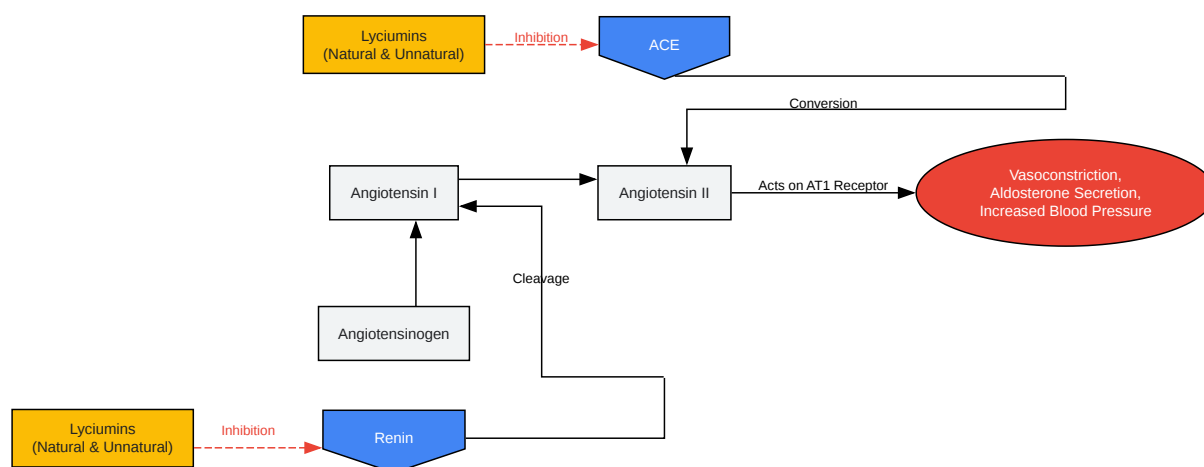 Lyciumins
(Natural & Unnatural)
Inhibition
ACE
Conversion
Angiotensin I
Angiotensin II
Acts on AT1 Receptor
Vasoconstriction,
Aldosterone Secretion,
Increased Blood Pressure
Cleavage
Angiotensinogen
Lyciumins
(Natural & Unnatural)
Inhibition
Renin